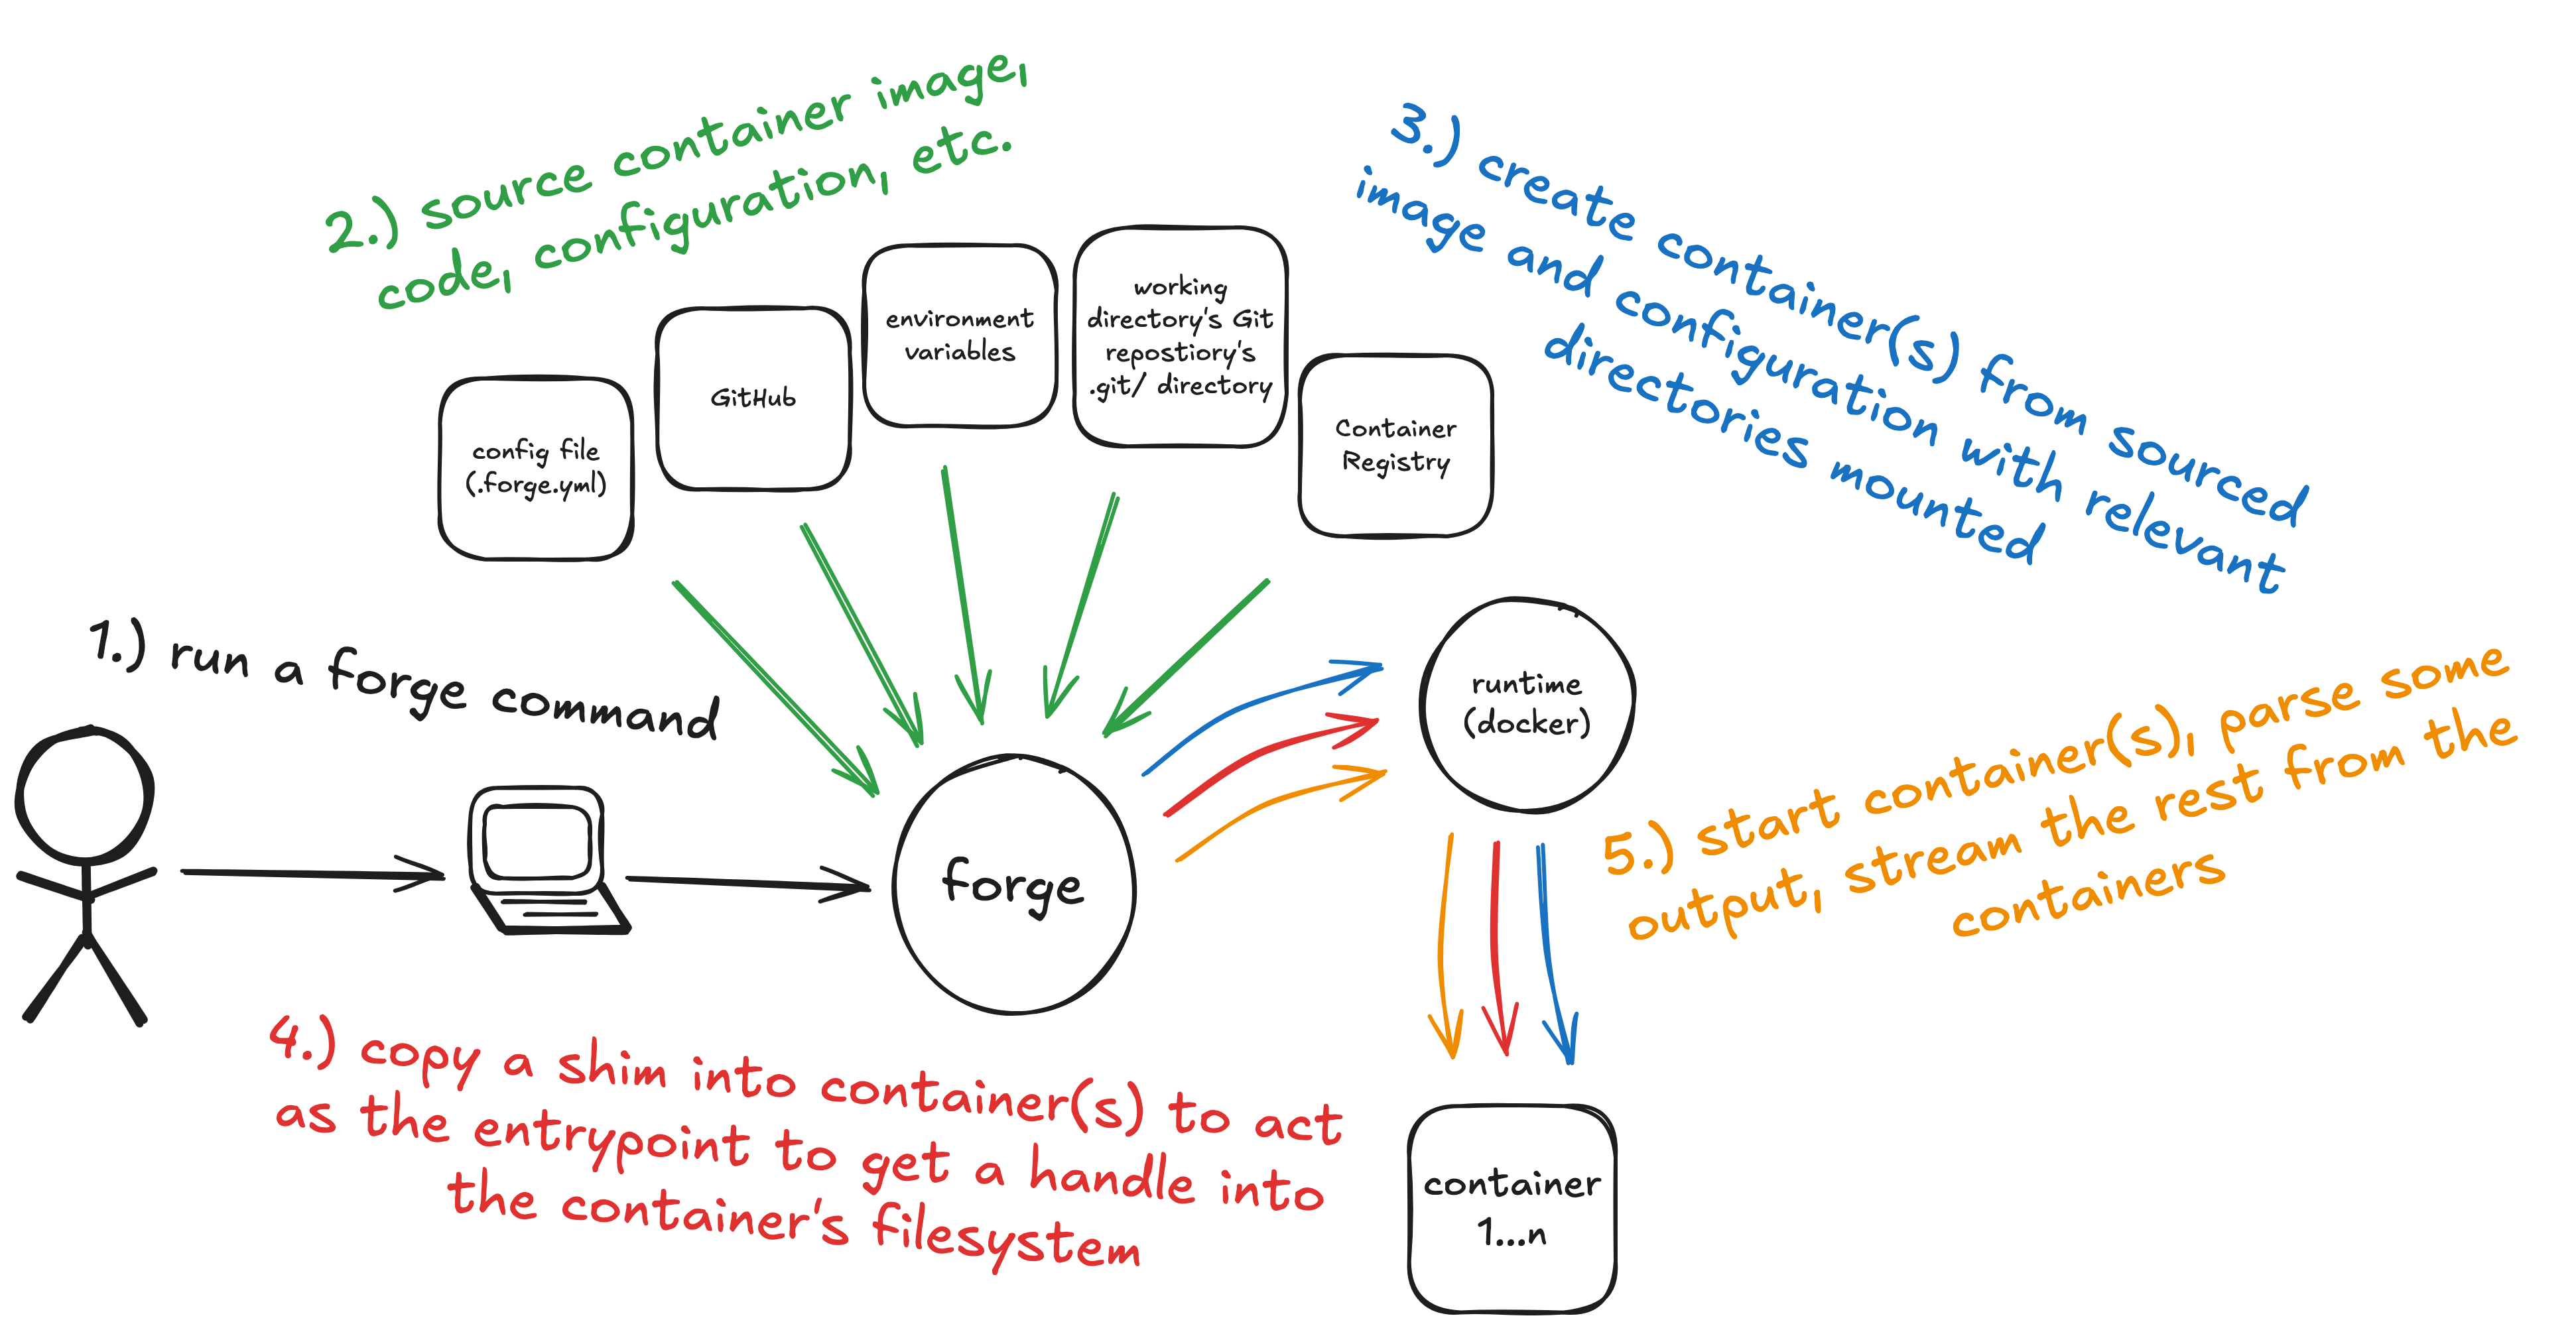 2.) source container image,
code, configuration, etc.
3.) create container(s) from sourced
image and configuration with relevant
directories mounted
config file
(.forge.yml)
GitHub
environment
variables
working
directory's Git
repostiory's
.git/ directory
Container
Registry
1.) run a forge command
forge
runtime
(docker)
5.) start container(s), parse some
output, stream the rest from the
containers
4.) copy a shim into container(s) to act
as the entrypoint to get a handle into
the container's filesystem
container
1...n